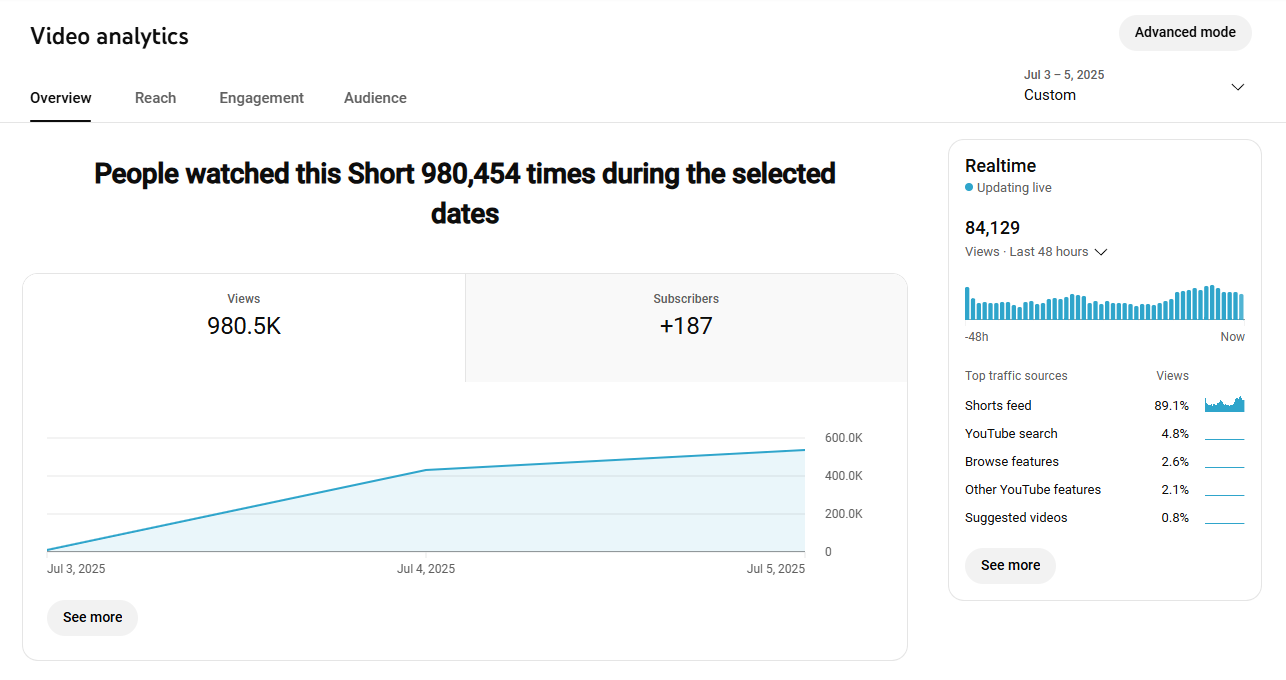 Video analytics
Advanced mode
Overview
Reach
Engagement
Audience
Jul 3 – 5, 2025
Custom
People watched this Short 980,454 times during the selected
dates
Views
980.5K
Subscribers
+187
600.0K
400.0K
200.0K
0
Jul 3, 2025
Jul 4, 2025
Jul 5, 2025
See more
Realtime
Updating live
84,129
Views · Last 48 hours
-48h
Now
Top traffic sources
Views
Shorts feed
89.1%
YouTube search
4.8%
Browse features
2.6%
Other YouTube features
2.1%
Suggested videos
0.8%
See more